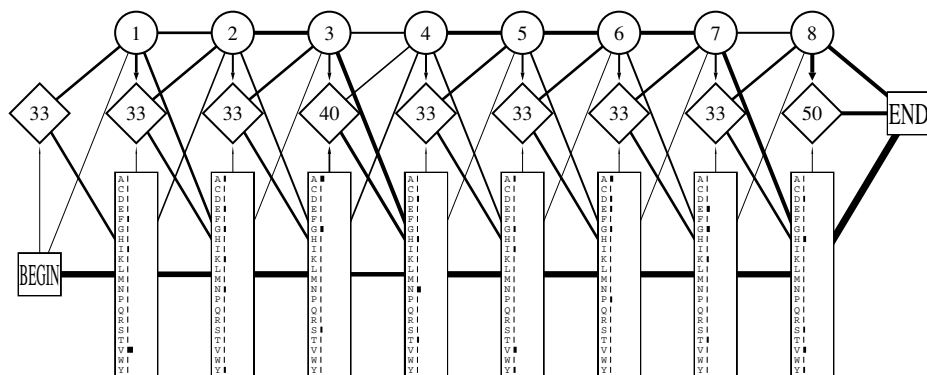 1 2 3 4 5 6 7 8
33 33 33 40 33 33 33 33 50 END
BEGIN
A A A A A A A A
C C C C C C C C
D D D D D D D D
E E E E E E E E
F F F F F F F F
G G G G G G G G
H H H H H H H H
I I I I I I I I
K K K K K K K K
L L L L L L L L
M M M M M M M M
N N N N N N N N
P P P P P P P P
Q Q Q Q Q Q Q Q
R R R R R R R R
S S S S S S S S
T T T T T T T T
V V V V V V V V
W W W W W W W W
Y Y Y Y Y Y Y Y